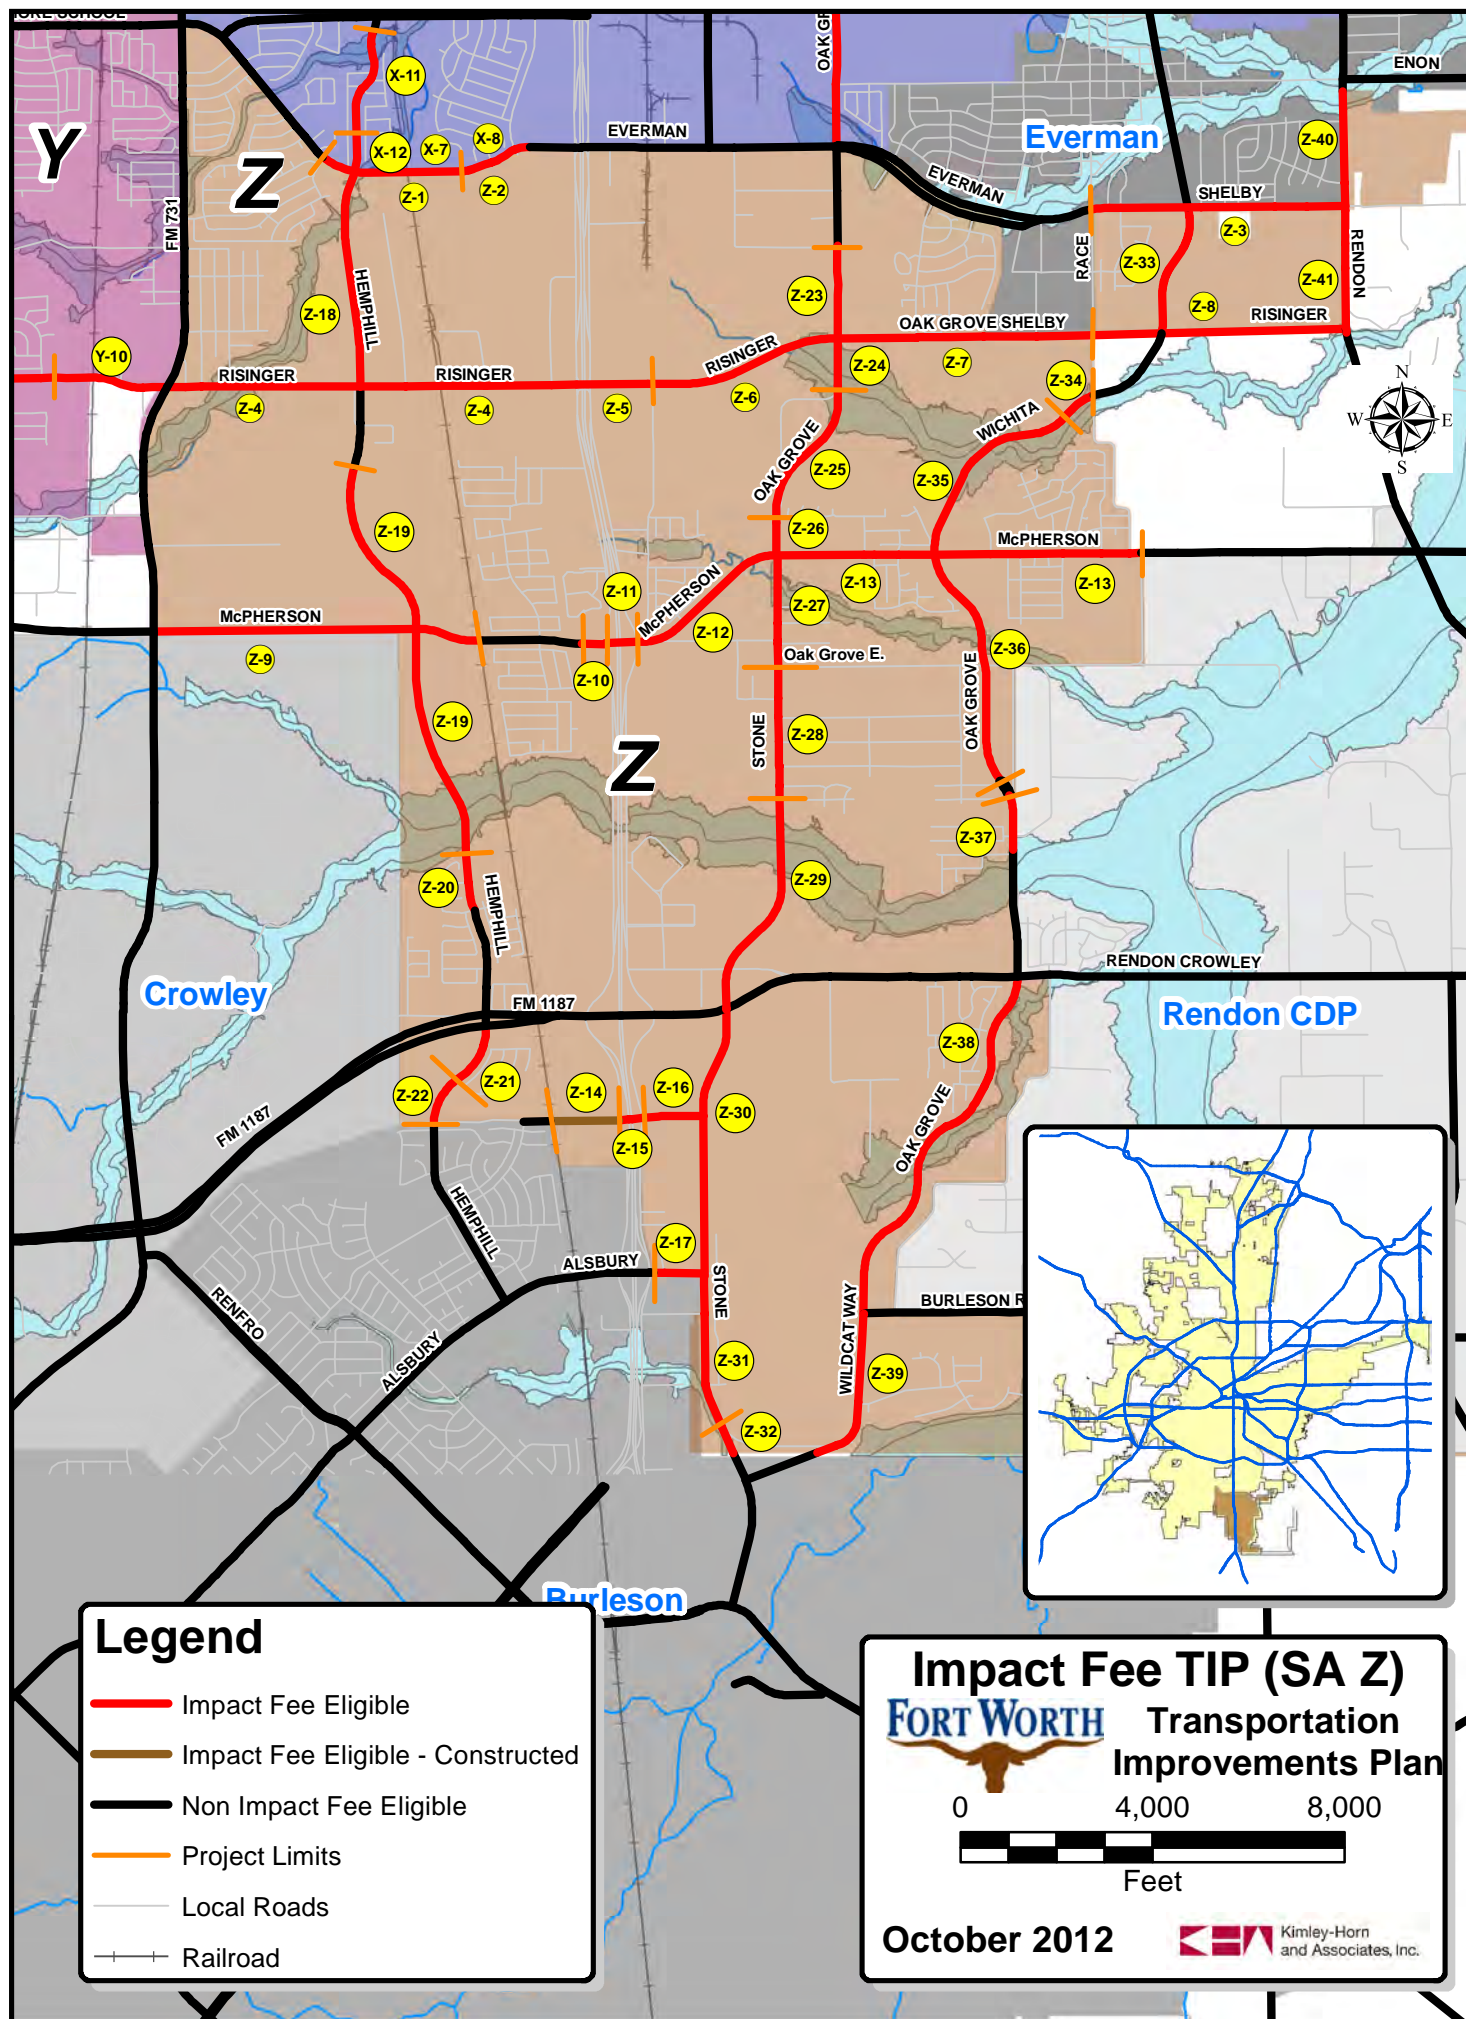 OAK GR
ENON
X-11
Y
EVERMAN
Everman
Z-40
X-12
X-7
X-8
Z
Z-1
Z-2
EVERMAN
SHELBY
Z-3
FM 731
RACE
Z-33
RENDON
Z-41
HEMPHILL
Z-18
Z-23
Z-8
RISINGER
OAK GROVE SHELBY
Y-10
RISINGER
RISINGER
RISINGER
Z-24
Z-7
Z-34
Z-4
Z-4
Z-5
Z-6
N
W
E
S
WICHITA
OAK GROVE
Z-25
Z-35
Z-19
Z-26
McPHERSON
Z-11
McPHERSON
Z-13
Z-13
Z-27
McPHERSON
Z-12
Z-9
Z-10
Oak Grove E.
Z-36
OAK GROVE
Z-19
STONE
Z-28
Z
Z-37
Z-20
HEMPHILL
Z-29
RENDON CROWLEY
Crowley
FM 1187
Rendon CDP
Z-38
Z-22
Z-21
Z-14
Z-16
Z-30
FM 1187
Z-15
OAK GROVE
HEMPHILL
Z-17
ALSBURY
STONE
RENFRO
WILDCAT WAY
BURLESON R
ALSBURY
Z-31
Z-39
Z-32
Burleson
Legend
Impact Fee Eligible
Impact Fee Eligible - Constructed
Non Impact Fee Eligible
Project Limits
Local Roads
Railroad
Impact Fee TIP (SA Z)
FORT WORTH
Transportation
Improvements Plan
0 4,000 8,000
Feet
October 2012
Kimley-Horn
and Associates, Inc.